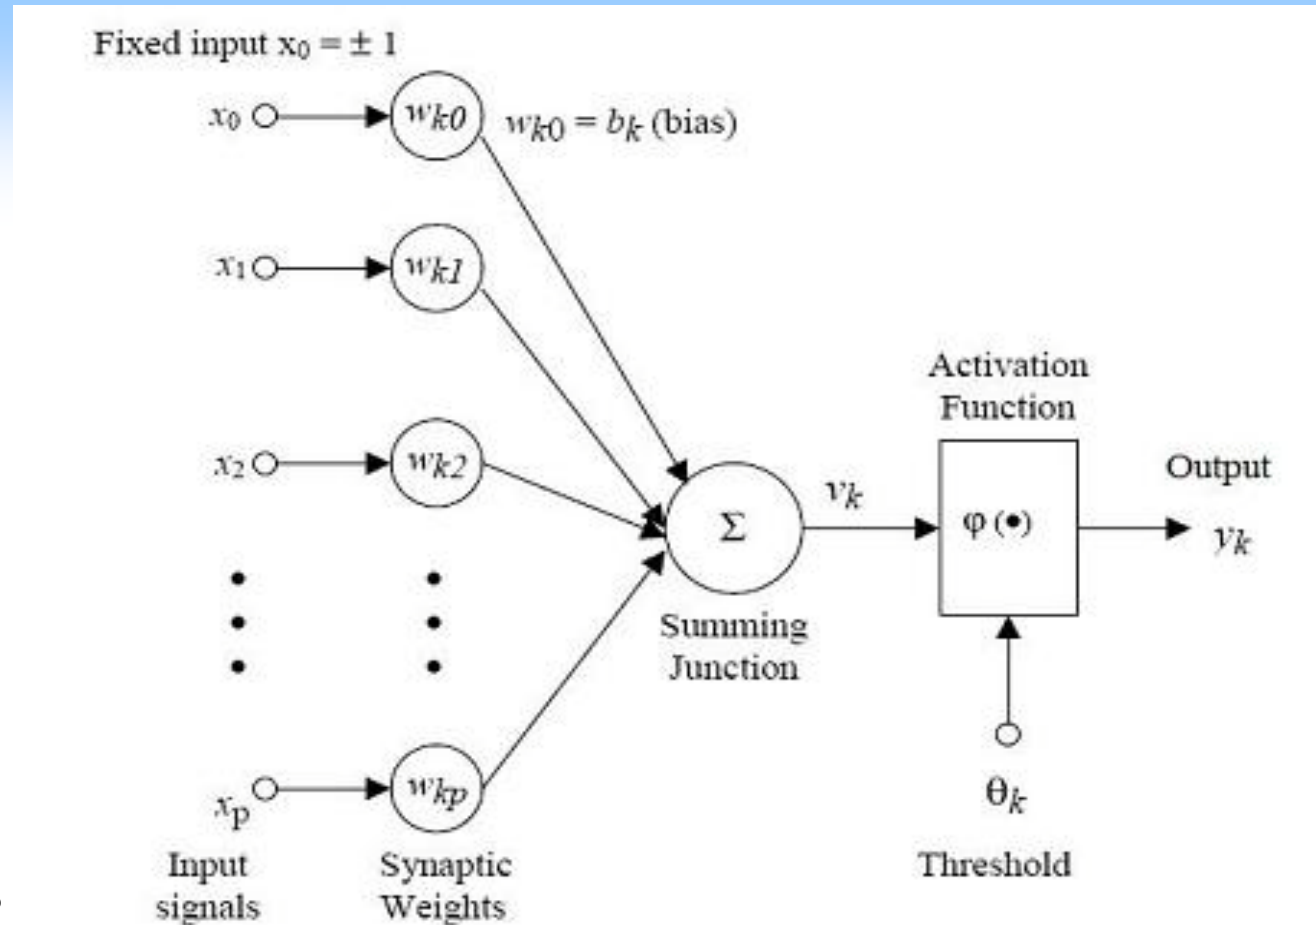 Fixed input x₀ = ± 1
x₀
wk0
wk0 = bk (bias)
x₁
wk1
x₂
wk2
Σ
Summing
Junction
vk
Activation
Function
φ (•)
Output
yk
θk
Threshold
xp
wkp
Input
signals
Synaptic
Weights